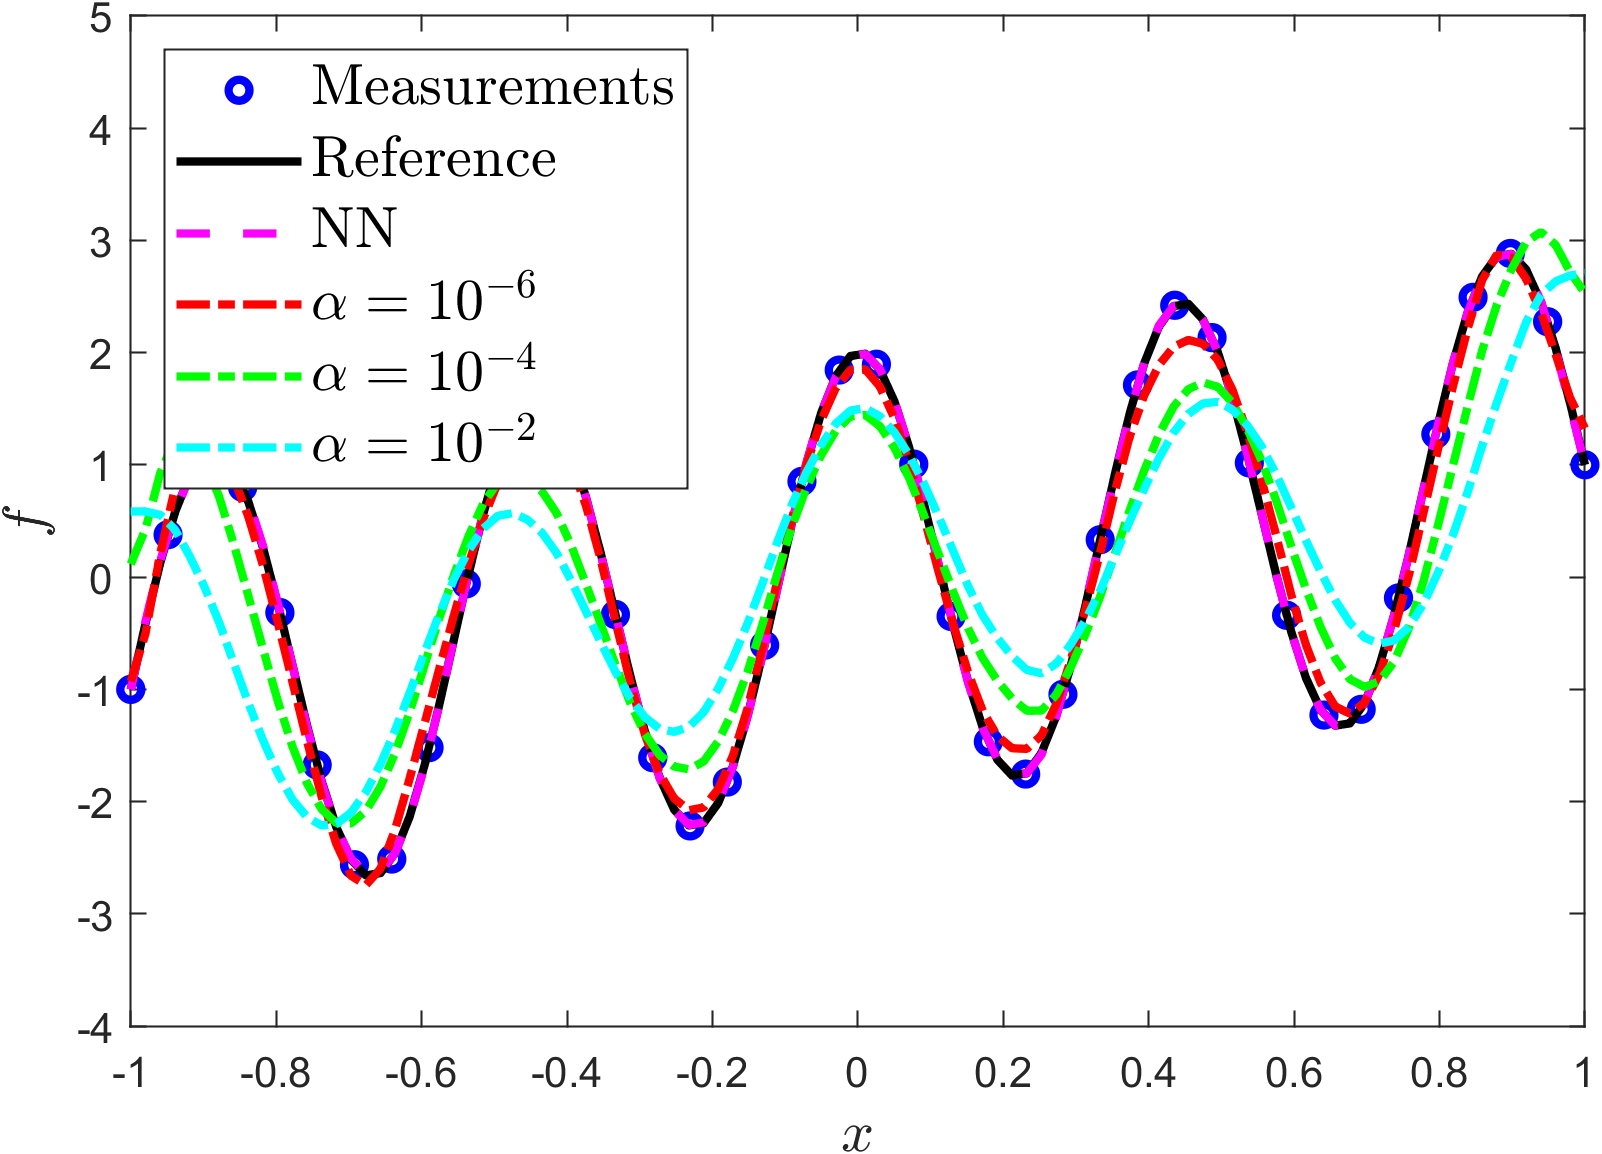 5
4
3
2
1
0
-1
-2
-3
-4
f
Measurements
Reference
NN
α = 10⁻⁶
α = 10⁻⁴
α = 10⁻²
-1 -0.8 -0.6 -0.4 -0.2 0 0.2 0.4 0.6 0.8 1
x